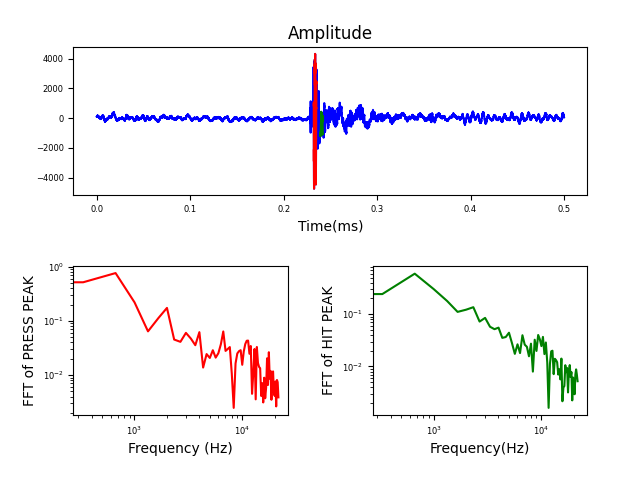 Amplitude
4000
2000
0
−2000
−4000
0.0 0.1 0.2 0.3 0.4 0.5
Time(ms)
FFT of PRESS PEAK
10⁰
10⁻¹
10⁻²
10³ 10⁴
Frequency (Hz)
FFT of HIT PEAK
10⁻¹
10⁻²
10³ 10⁴
Frequency(Hz)